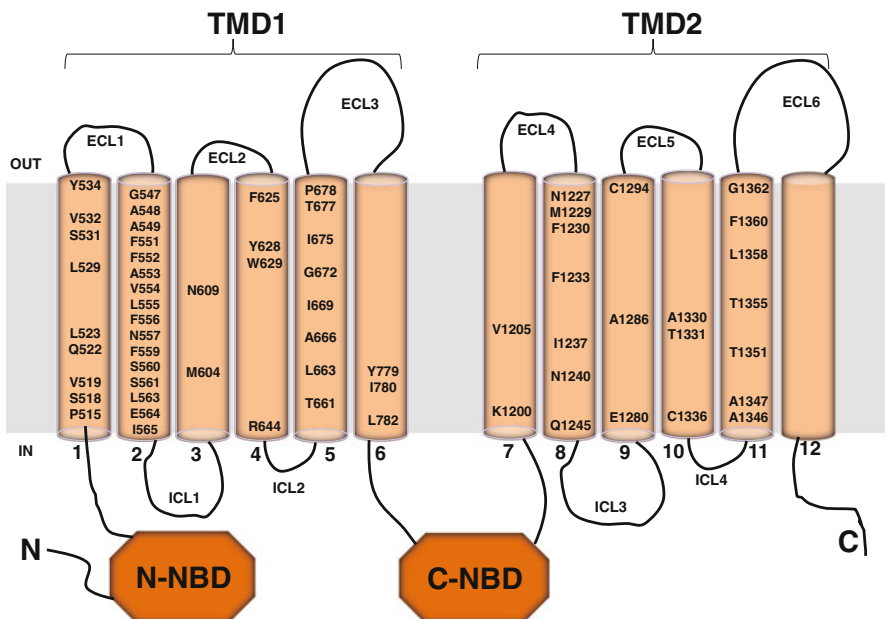 TMD1
TMD2
ECL1
ECL2
ECL3
ECL4
ECL5
ECL6
OUT
Y534
V532
S531
L529
L523
Q522
V519
S518
P515
G547
A548
A549
F551
F552
A553
V554
L555
F556
N557
F559
S560
S561
L563
E564
I565
N609
M604
F625
Y628
W629
R644
P678
T677
I675
G672
I669
A666
L663
T661
Y779
I780
L782
V1205
K1200
N1227
M1229
F1230
F1233
I1237
N1240
Q1245
C1294
A1286
E1280
A1330
T1331
C1336
G1362
F1360
L1358
T1355
T1351
A1347
A1346
IN
1
2
3
4
5
6
7
8
9
10
11
12
ICL1
ICL2
ICL3
ICL4
N
N-NBD
C-NBD
C